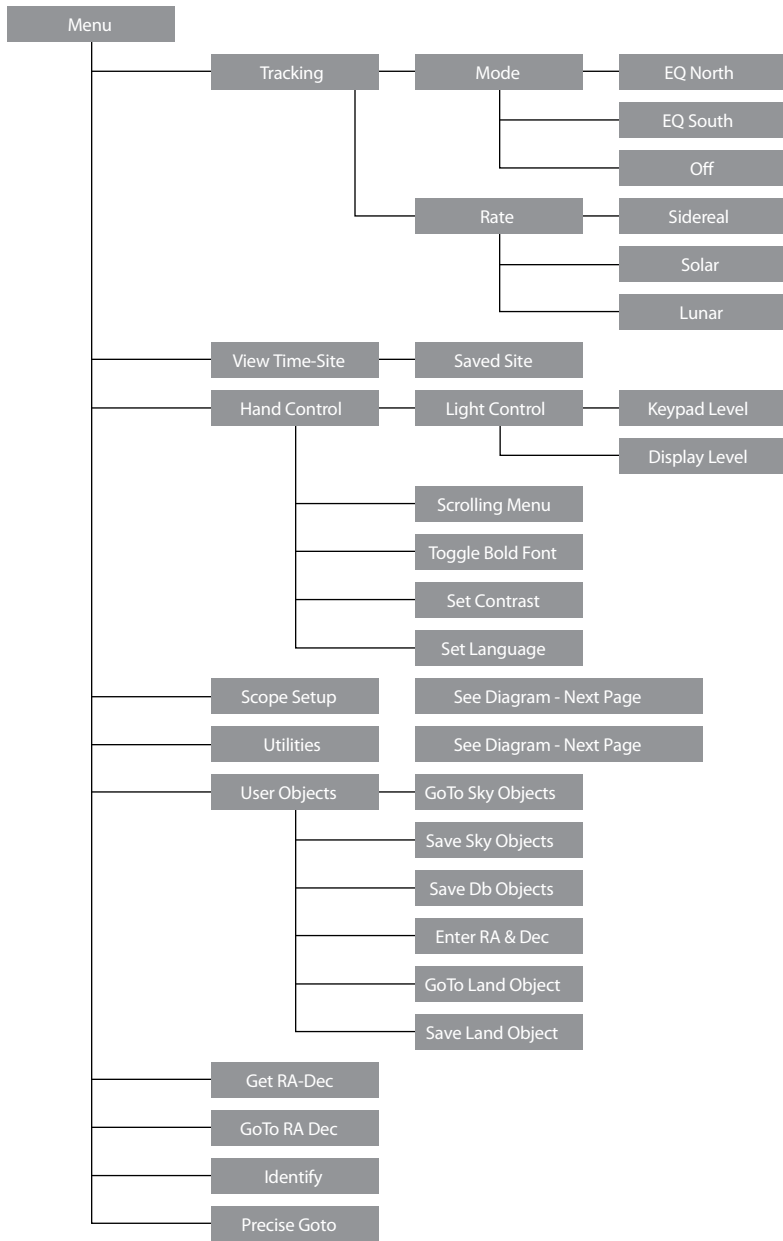 Menu
Tracking
Mode
EQ North
EQ South
Off
Rate
Sidereal
Solar
Lunar
View Time-Site
Saved Site
Hand Control
Light Control
Keypad Level
Display Level
Scrolling Menu
Toggle Bold Font
Set Contrast
Set Language
Scope Setup
See Diagram - Next Page
Utilities
See Diagram - Next Page
User Objects
GoTo Sky Objects
Save Sky Objects
Save Db Objects
Enter RA & Dec
GoTo Land Object
Save Land Object
Get RA-Dec
GoTo RA Dec
Identify
Precise Goto